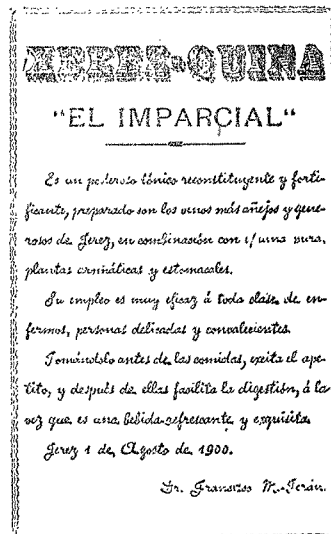 XEREZ-QUINA
"EL IMPARCIAL"
Es un poderoso tónico reconstituyente y forti-
ficante, preparado con los vinos más añejos y gene-
rosos de Jerez, en combinación con quina pura,
plantas aromáticas y estomacales.
Su empleo es muy eficaz á toda clase de en-
fermos, personas delicadas y convalecientes.
Tomándolo antes de las comidas, excita el ape-
tito, y después de ellas facilita la digestión, á la
vez que es una bebida refrescante y exquisita.
Jerez 1 de Agosto de 1900.
Dr. Francisco M. Terán.